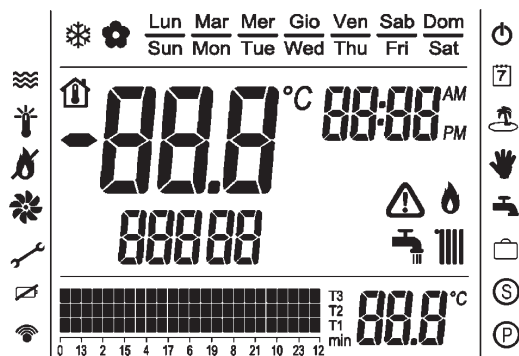 Lun Mar Mer Gio Ven Sab Dom
Sun Mon Tue Wed Thu Fri Sat
7
-88.8 °C 88:88 AM
PM
88888
T3
T2
T1
min
88.8 °C
0 13 2 15 4 17 6 19 8 21 10 23 12
S
P